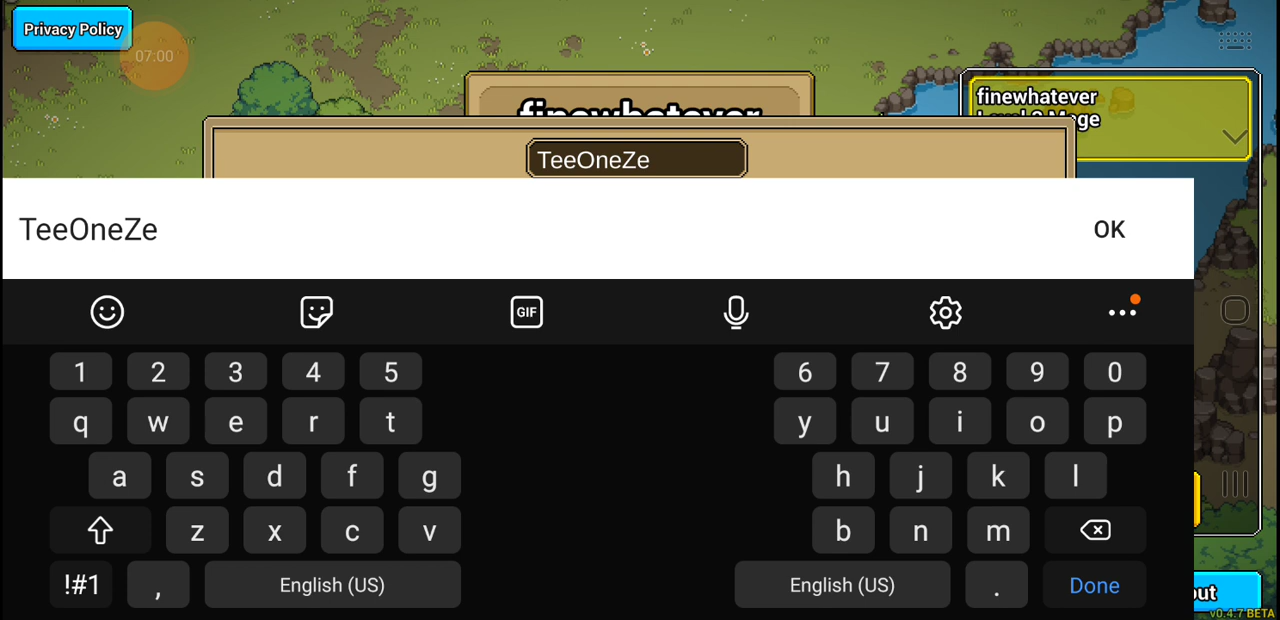 Privacy Policy
07:00
finewhatever
finewhatever
Level 2 Mage
TeeOneZe
TeeOneZe
OK
GIF
1 2 3 4 5 6 7 8 9 0
q w e r t y u i o p
a s d f g h j k l
z x c v b n m
!#1 , English (US) English (US) . Done
out
v0.4.7 BETA